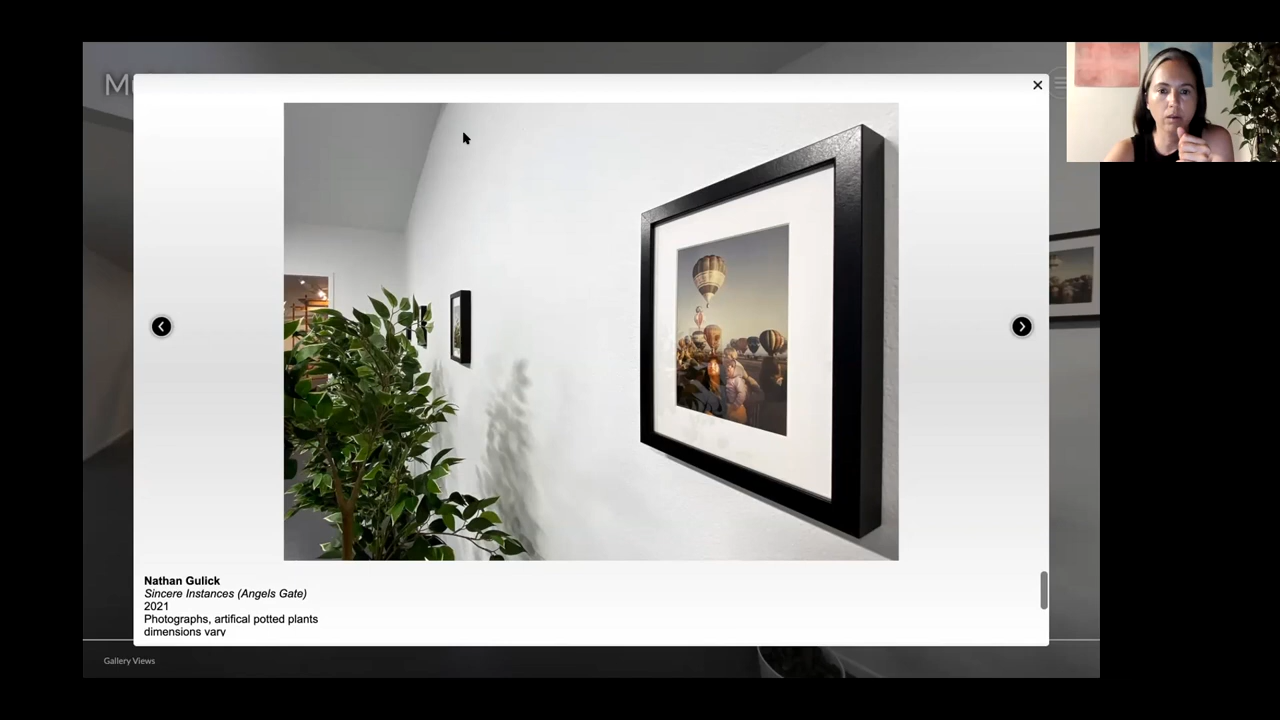 Nathan Gulick
Sincere Instances (Angels Gate)
2021
Photographs, artifical potted plants
dimensions vary
Gallery Views